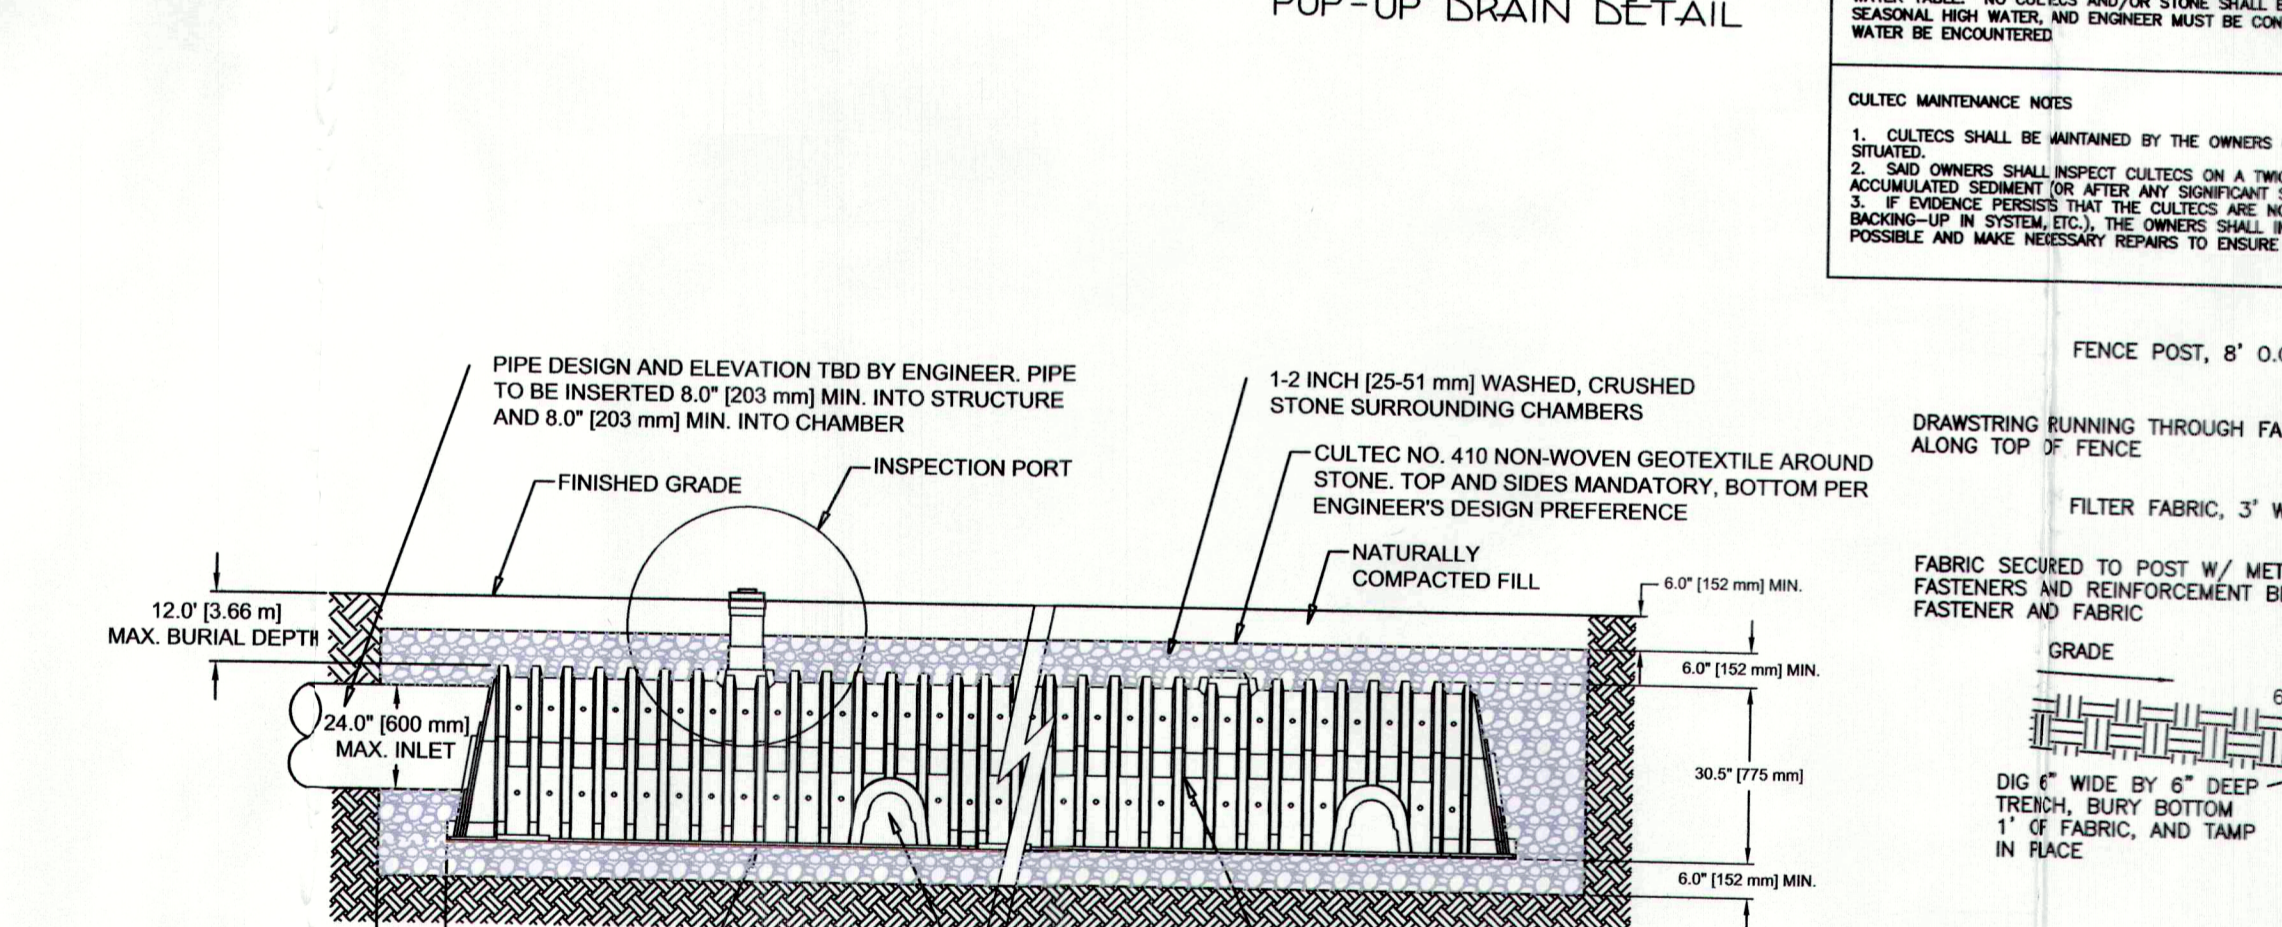 POP-UP DRAIN DETAIL
SEASONAL HIGH WATER, AND ENGINEER MUST BE CON
WATER BE ENCOUNTERED
CULTEC MAINTENANCE NOTES
1. CULTECS SHALL BE MAINTAINED BY THE OWNERS
SITUATED.
2. SAID OWNERS SHALL INSPECT CULTECS ON A TWI
ACCUMULATED SEDIMENT (OR AFTER ANY SIGNIFICANT
3. IF EVIDENCE PERSISTS THAT THE CULTECS ARE NO
BACKING-UP IN SYSTEM, ETC.), THE OWNERS SHALL
POSSIBLE AND MAKE NECESSARY REPAIRS TO ENSURE
PIPE DESIGN AND ELEVATION TBD BY ENGINEER. PIPE
TO BE INSERTED 8.0" [203 mm] MIN. INTO STRUCTURE
AND 8.0" [203 mm] MIN. INTO CHAMBER
1-2 INCH [25-51 mm] WASHED, CRUSHED
STONE SURROUNDING CHAMBERS
CULTEC NO. 410 NON-WOVEN GEOTEXTILE AROUND
STONE. TOP AND SIDES MANDATORY, BOTTOM PER
ENGINEER'S DESIGN PREFERENCE
INSPECTION PORT
FINISHED GRADE
NATURALLY
COMPACTED FILL
6.0" [152 mm] MIN.
12.0' [3.66 m]
MAX. BURIAL DEPTH
6.0" [152 mm] MIN.
24.0" [600 mm]
MAX. INLET
30.5" [775 mm]
6.0" [152 mm] MIN.
FENCE POST, 8' O.
DRAWSTRING RUNNING THROUGH FA
ALONG TOP OF FENCE
FILTER FABRIC, 3'
FABRIC SECURED TO POST W/ MET
FASTENERS AND REINFORCEMENT B
FASTENER AND FABRIC
GRADE
6
DIG 6" WIDE BY 6" DEEP
TRENCH, BURY BOTTOM
1' OF FABRIC, AND TAMP
IN PLACE